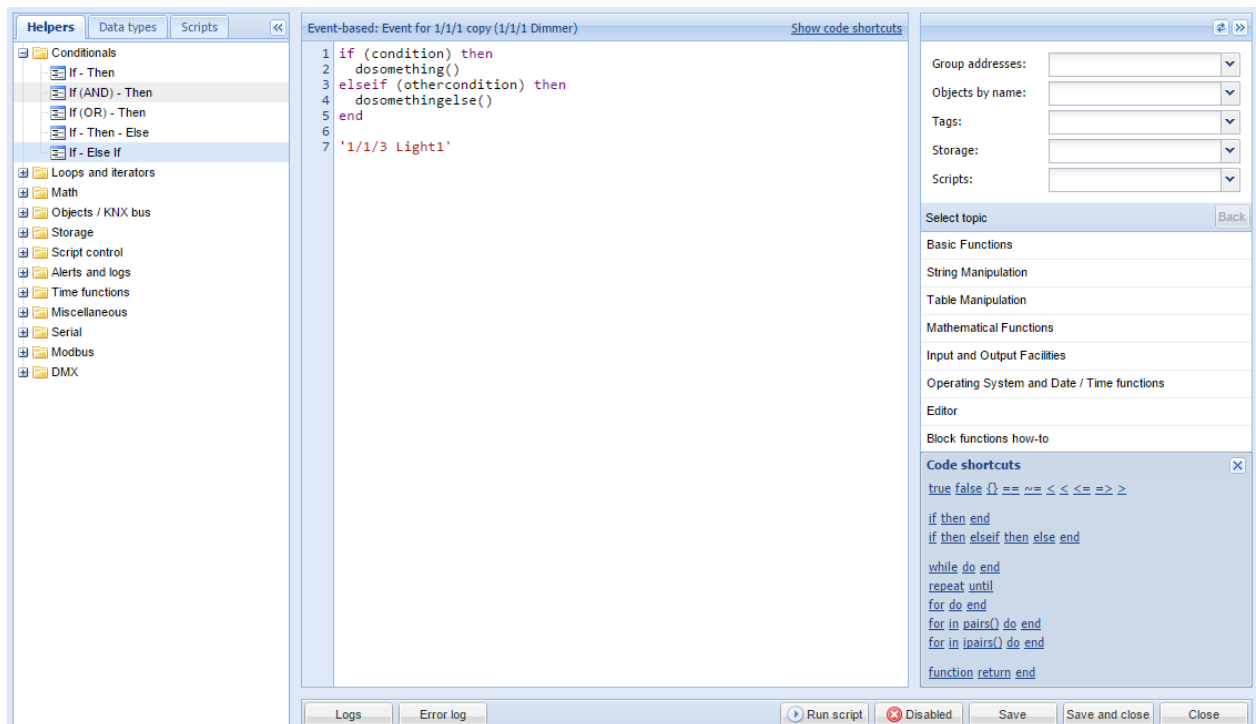 Helpers Data types Scripts
Conditionals
If - Then
If (AND) - Then
If (OR) - Then
If - Then - Else
If - Else If
Loops and iterators
Math
Objects / KNX bus
Storage
Script control
Alerts and logs
Time functions
Miscellaneous
Serial
Modbus
DMX
Event-based: Event for 1/1/1 copy (1/1/1 Dimmer) Show code shortcuts
1 if (condition) then
2 dosomething()
3 elseif (othercondition) then
4 dosomethingelse()
5 end
6
7 '1/1/3 Light1'
Group addresses:
Objects by name:
Tags:
Storage:
Scripts:
Select topic Back
Basic Functions
String Manipulation
Table Manipulation
Mathematical Functions
Input and Output Facilities
Operating System and Date / Time functions
Editor
Block functions how-to
Code shortcuts
true false {} == ~= < < <= => >
if then end
if then elseif then else end
while do end
repeat until
for do end
for in pairs() do end
for in ipairs() do end
function return end
Logs Error log Run script Disabled Save Save and close Close